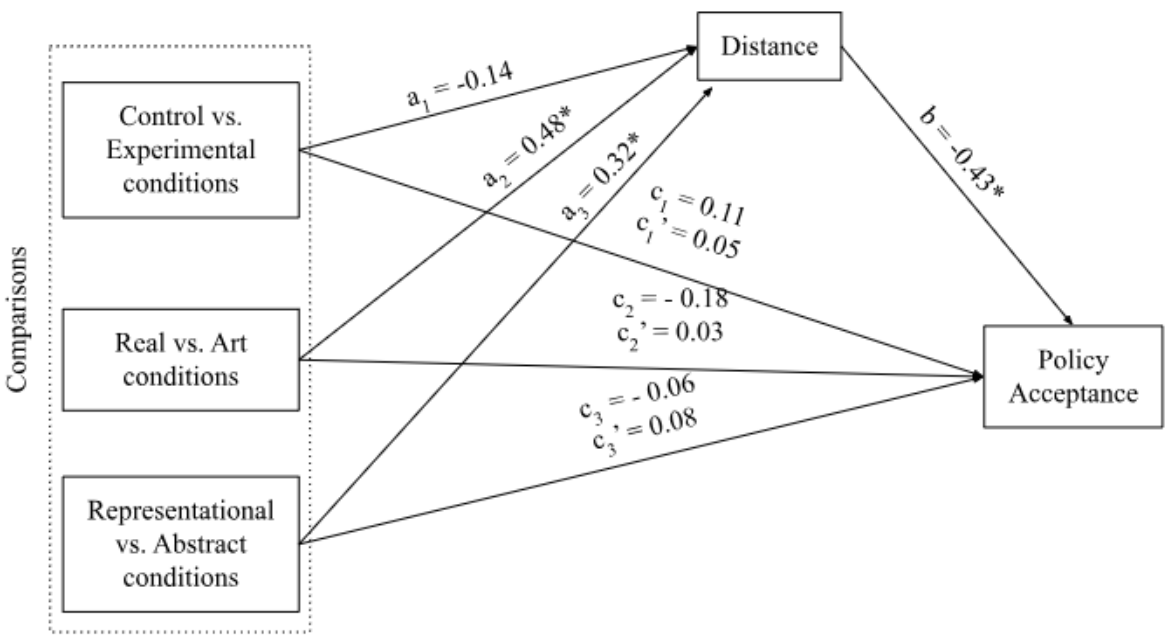 Distance
Control vs.
Experimental
conditions
a1 = -0.14
a2 = 0.48*
a3 = 0.32*
b = -0.43*
c1 = 0.11
c1' = 0.05
Comparisons
Real vs. Art
conditions
c2 = - 0.18
c2' = 0.03
Policy
Acceptance
c3 = - 0.06
c3' = 0.08
Representational
vs. Abstract
conditions